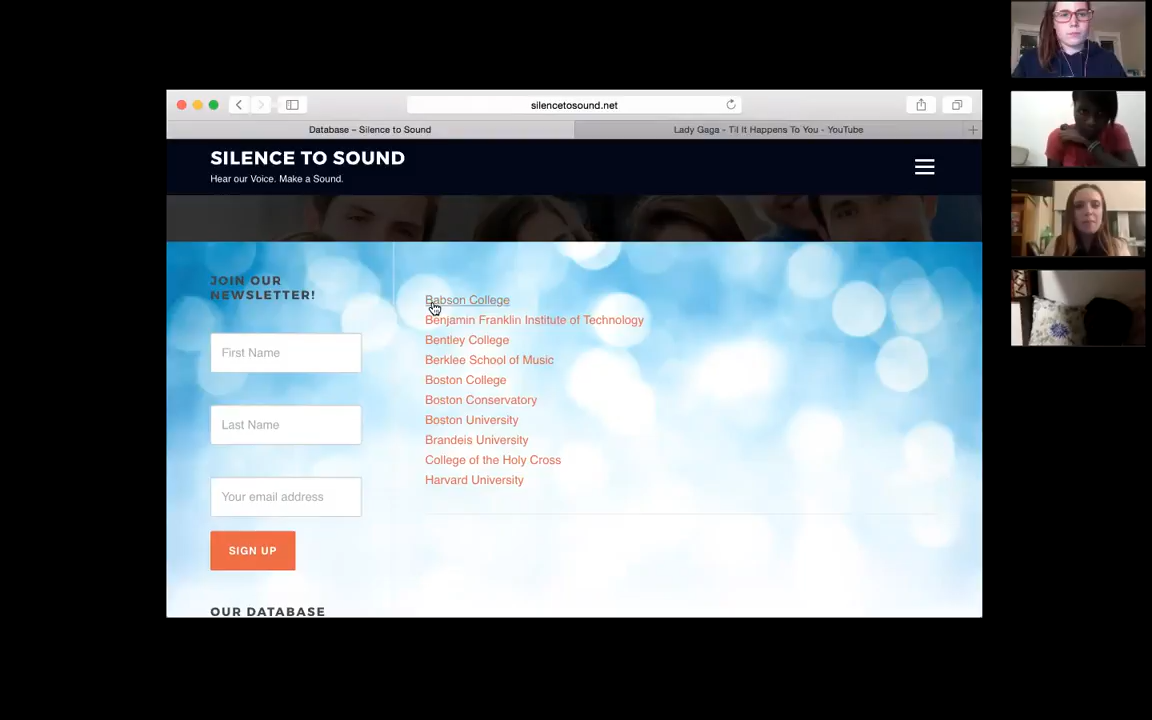 silencetosound.net
Database – Silence to Sound
Lady Gaga - Til It Happens To You - YouTube
SILENCE TO SOUND
Hear our Voice. Make a Sound.
JOIN OUR
NEWSLETTER!
First Name
Last Name
Your email address
SIGN UP
OUR DATABASE
Babson College
Benjamin Franklin Institute of Technology
Bentley College
Berklee School of Music
Boston College
Boston Conservatory
Boston University
Brandeis University
College of the Holy Cross
Harvard University